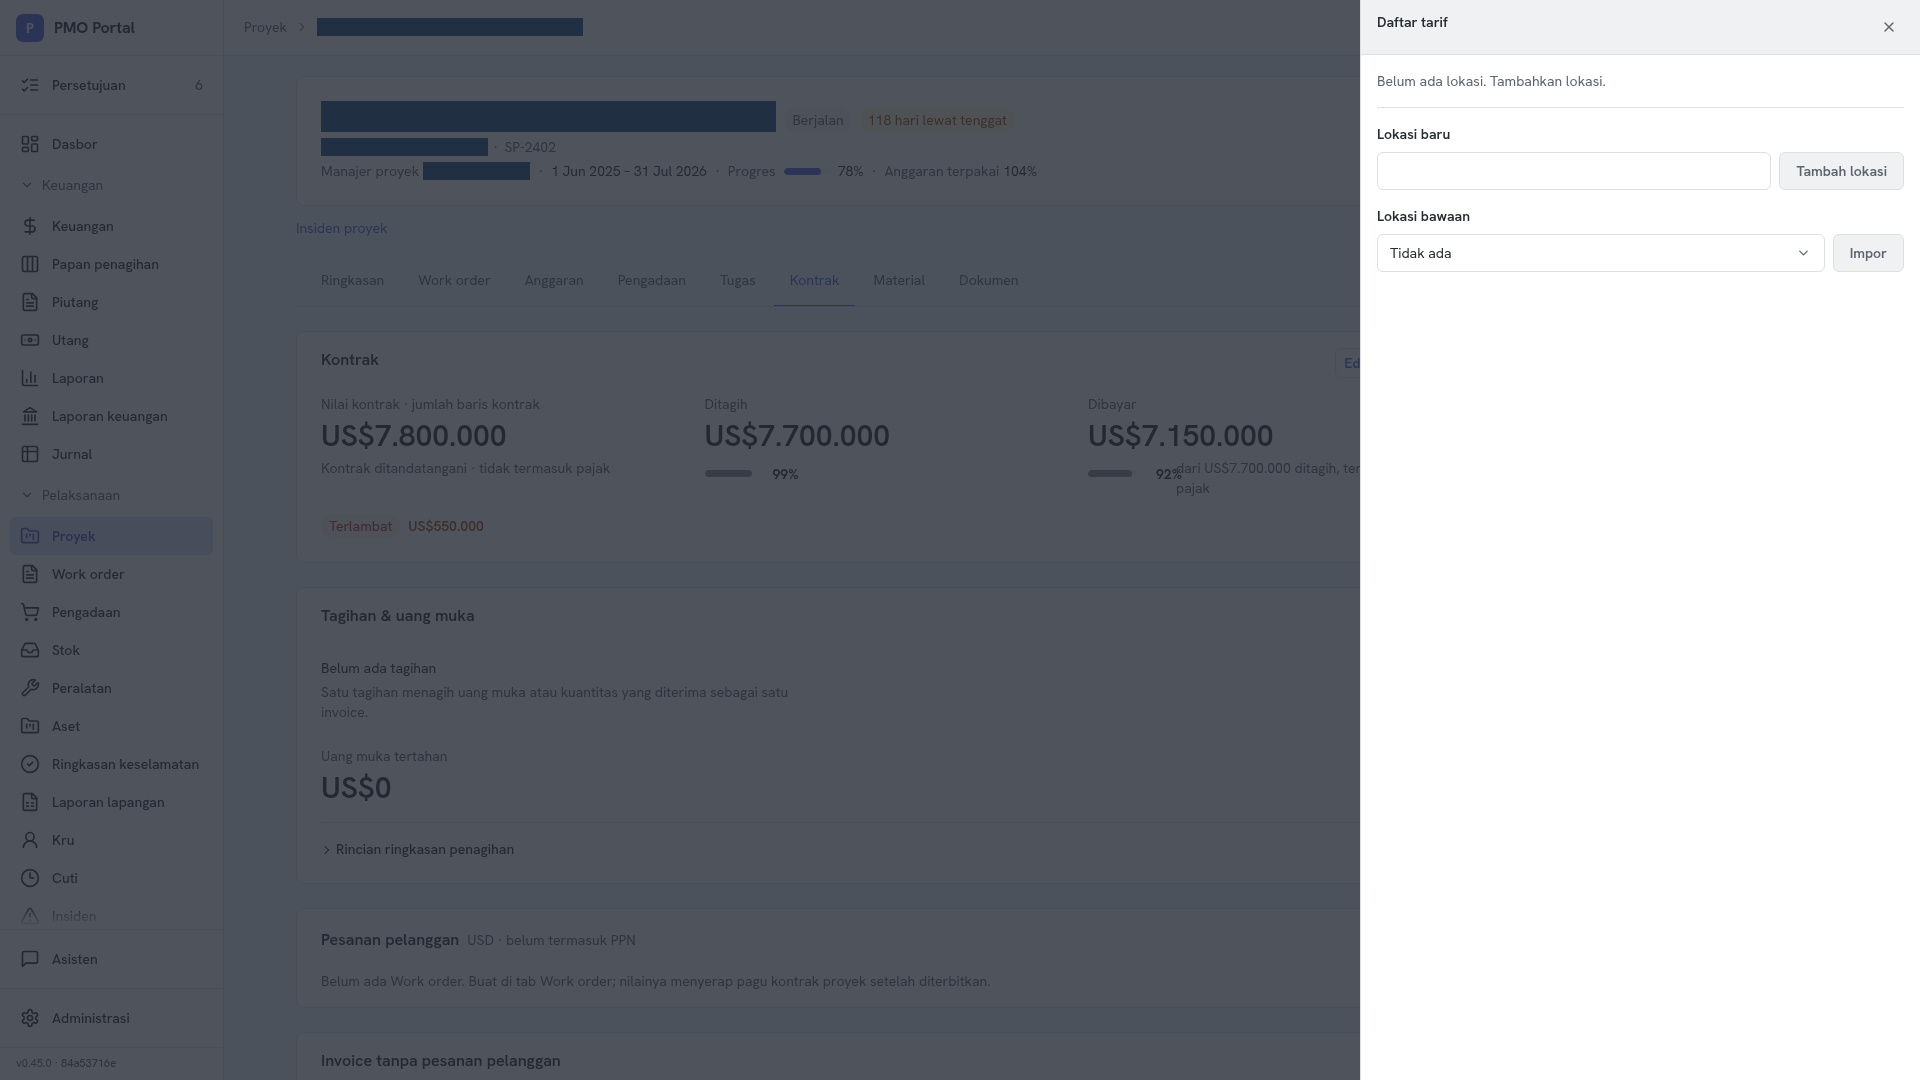 P PMO Portal
Persetujuan 6
Dasbor
Keuangan
Keuangan
Papan penagihan
Piutang
Utang
Laporan
Laporan keuangan
Jurnal
Pelaksanaan
Proyek
Work order
Pengadaan
Stok
Peralatan
Aset
Ringkasan keselamatan
Laporan lapangan
Kru
Cuti
Insiden
Asisten
Administrasi
v0.45.0 · 84a53716e
Proyek
Berjalan 118 hari lewat tenggat
· SP-2402
Manajer proyek · 1 Jun 2025 – 31 Jul 2026 · Progres 78% · Anggaran terpakai 104%
Insiden proyek
Ringkasan Work order Anggaran Pengadaan Tugas Kontrak Material Dokumen
Kontrak Ed
Nilai kontrak · jumlah baris kontrak Ditagih Dibayar
US$7.800.000 US$7.700.000 US$7.150.000
Kontrak ditandatangani · tidak termasuk pajak 99% 92% dari US$7.700.000 ditagih, ter
pajak
Terlambat US$550.000
Tagihan & uang muka
Belum ada tagihan
Satu tagihan menagih uang muka atau kuantitas yang diterima sebagai satu
invoice.
Uang muka tertahan
US$0
Rincian ringkasan penagihan
Pesanan pelanggan USD · belum termasuk PPN
Belum ada Work order. Buat di tab Work order; nilainya menyerap pagu kontrak proyek setelah diterbitkan.
Invoice tanpa pesanan pelanggan
Daftar tarif
Belum ada lokasi. Tambahkan lokasi.
Lokasi baru
Tambah lokasi
Lokasi bawaan
Tidak ada Impor